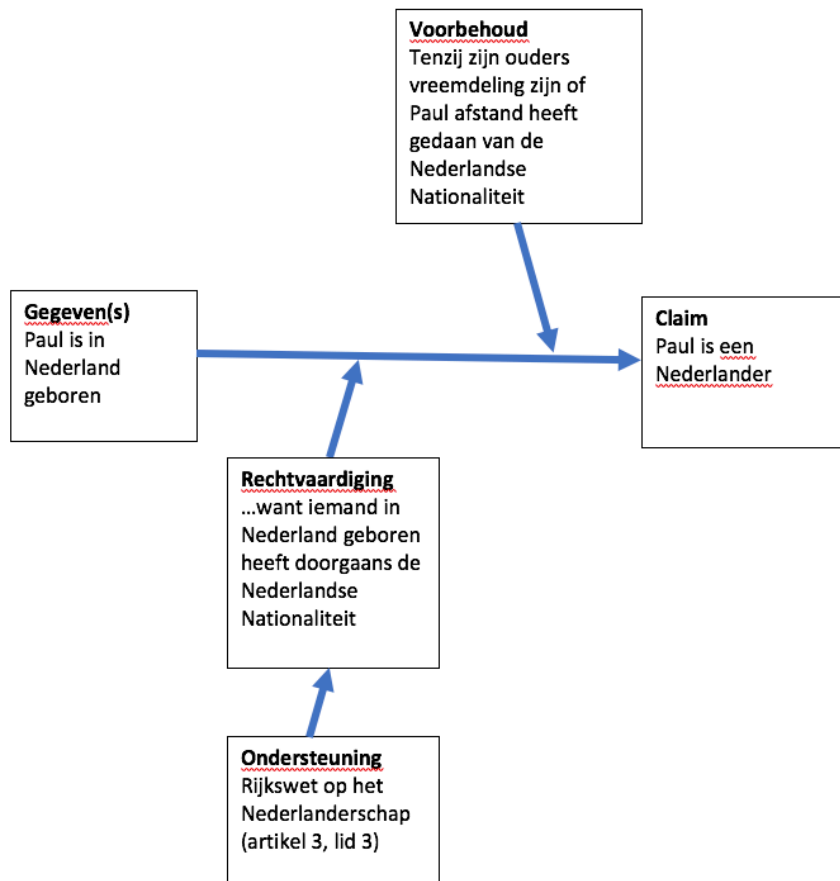 Voorbehoud
Tenzij zijn ouders
vreemdeling zijn of
Paul afstand heeft
gedaan van de
Nederlandse
Nationaliteit
Gegeven(s)
Paul is in
Nederland
geboren
Claim
Paul is een
Nederlander
Rechtvaardiging
...want iemand in
Nederland geboren
heeft doorgaans de
Nederlandse
Nationaliteit
Ondersteuning
Rijkswet op het
Nederlanderschap
(artikel 3, lid 3)